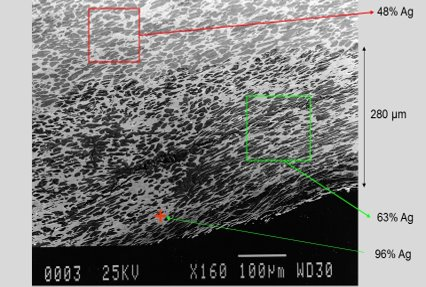 48% Ag
280 µm
63% Ag
96% Ag
0003 25KV X160 100µm WD30